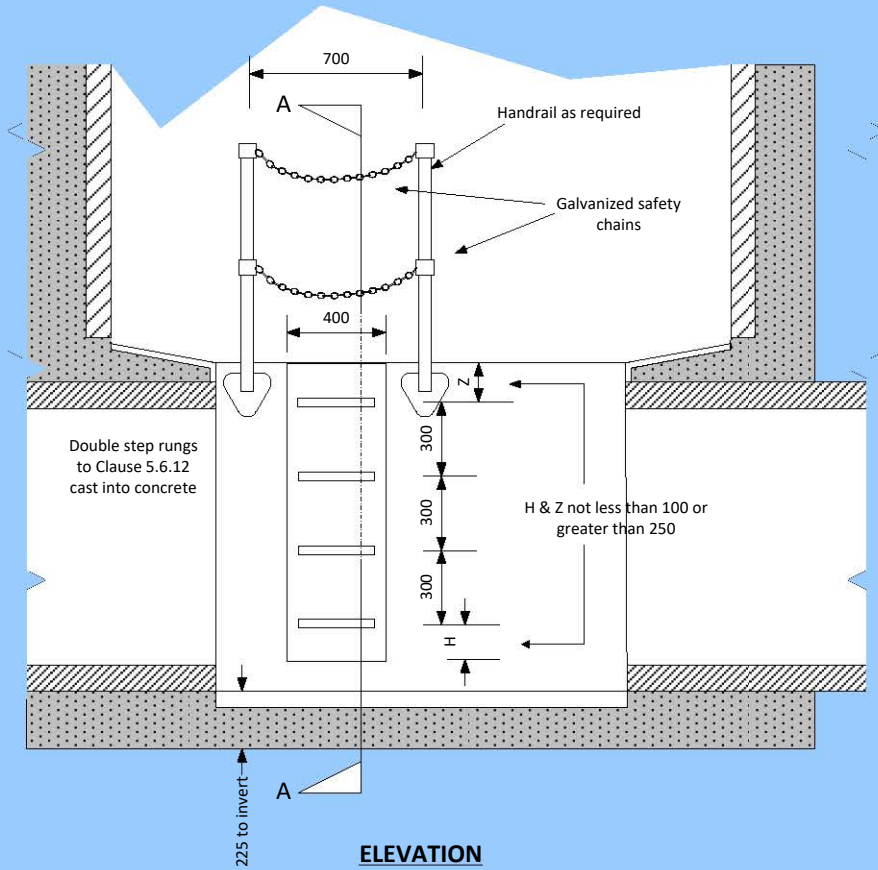 700
A
Handrail as required
Galvanized safety
chains
400
Z
300
Double step rungs
to Clause 5.6.12
cast into concrete
300
H & Z not less than 100 or
greater than 250
300
H
225 to invert
A
ELEVATION